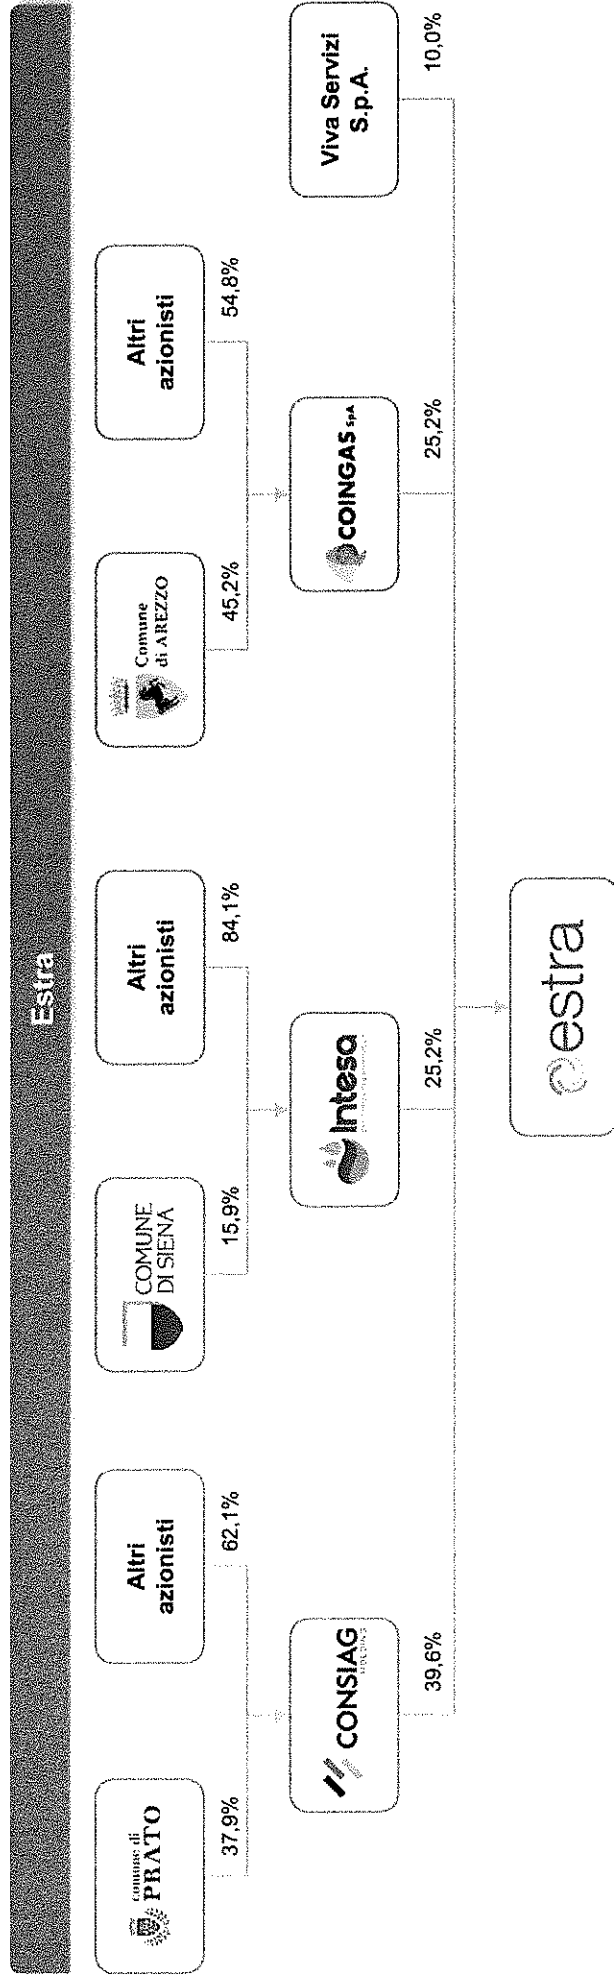 Estra
comune di
PRATO
Altri
azionisti
COMUNE
DI SIENA
Altri
azionisti
Comune
di AREZZO
Altri
azionisti
37,9%
62,1%
15,9%
84,1%
45,2%
54,8%
CONSIAG
HOLDING
Intesa
COINGAS SpA
Viva Servizi
S.p.A.
39,6%
25,2%
25,2%
10,0%
estra